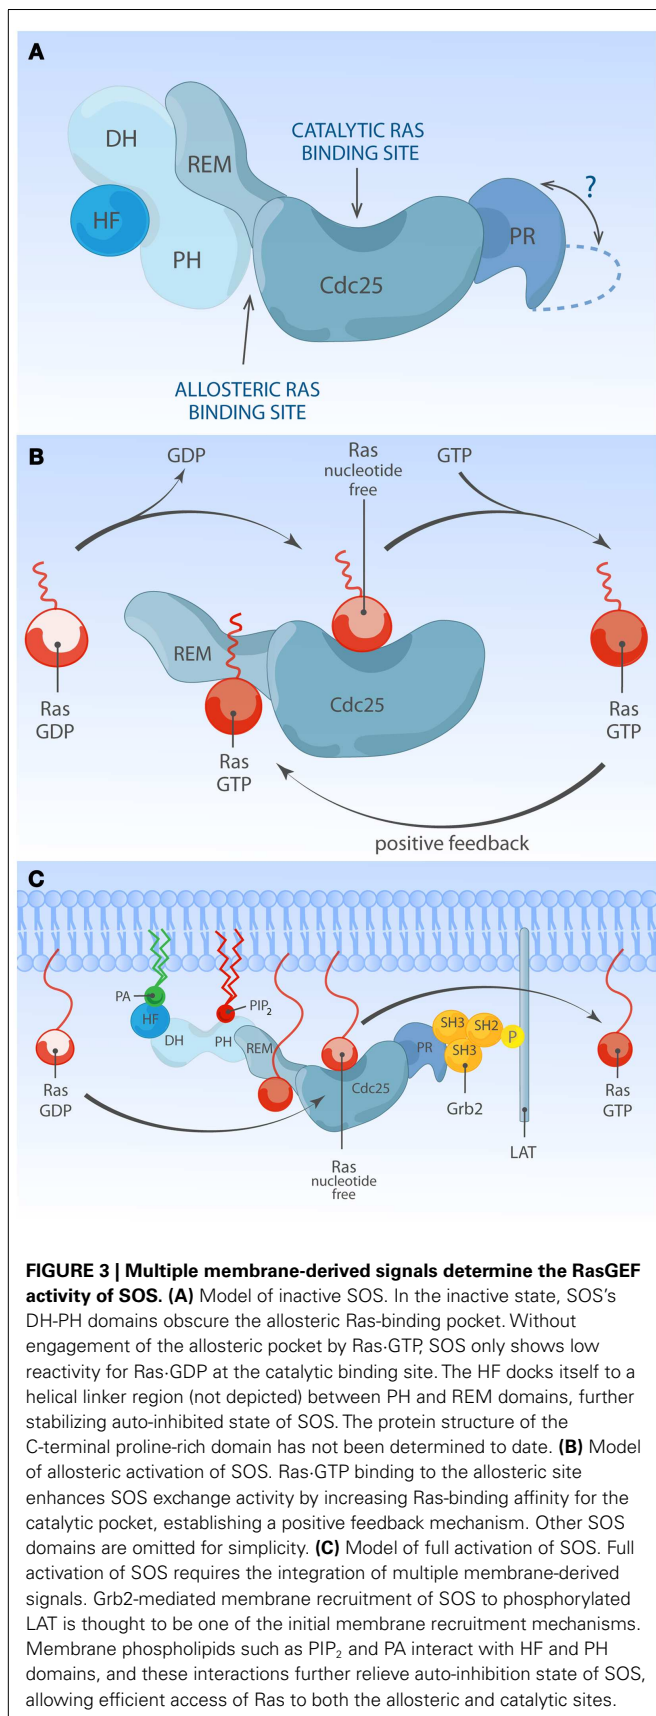 A
DH
REM
HF
PH
CATALYTIC RAS
BINDING SITE
Cdc25
PR
?
ALLOSTERIC RAS
BINDING SITE
B
GDP
Ras
nucleotide
free
GTP
REM
Cdc25
Ras
GDP
Ras
GTP
Ras
GTP
positive feedback
C
PA
HF
DH
PIP2
PH
REM
Cdc25
PR
SH3
SH2
SH3
P
Grb2
LAT
Ras
GDP
Ras
nucleotide
free
Ras
GTP
FIGURE 3 | Multiple membrane-derived signals determine the RasGEF
activity of SOS. (A) Model of inactive SOS. In the inactive state, SOS's
DH-PH domains obscure the allosteric Ras-binding pocket. Without
engagement of the allosteric pocket by Ras·GTP, SOS only shows low
reactivity for Ras·GDP at the catalytic binding site. The HF docks itself to a
helical linker region (not depicted) between PH and REM domains, further
stabilizing auto-inhibited state of SOS. The protein structure of the
C-terminal proline-rich domain has not been determined to date. (B) Model
of allosteric activation of SOS. Ras·GTP binding to the allosteric site
enhances SOS exchange activity by increasing Ras-binding affinity for the
catalytic pocket, establishing a positive feedback mechanism. Other SOS
domains are omitted for simplicity. (C) Model of full activation of SOS. Full
activation of SOS requires the integration of multiple membrane-derived
signals. Grb2-mediated membrane recruitment of SOS to phosphorylated
LAT is thought to be one of the initial membrane recruitment mechanisms.
Membrane phospholipids such as PIP2 and PA interact with HF and PH
domains, and these interactions further relieve auto-inhibition state of SOS,
allowing efficient access of Ras to both the allosteric and catalytic sites.